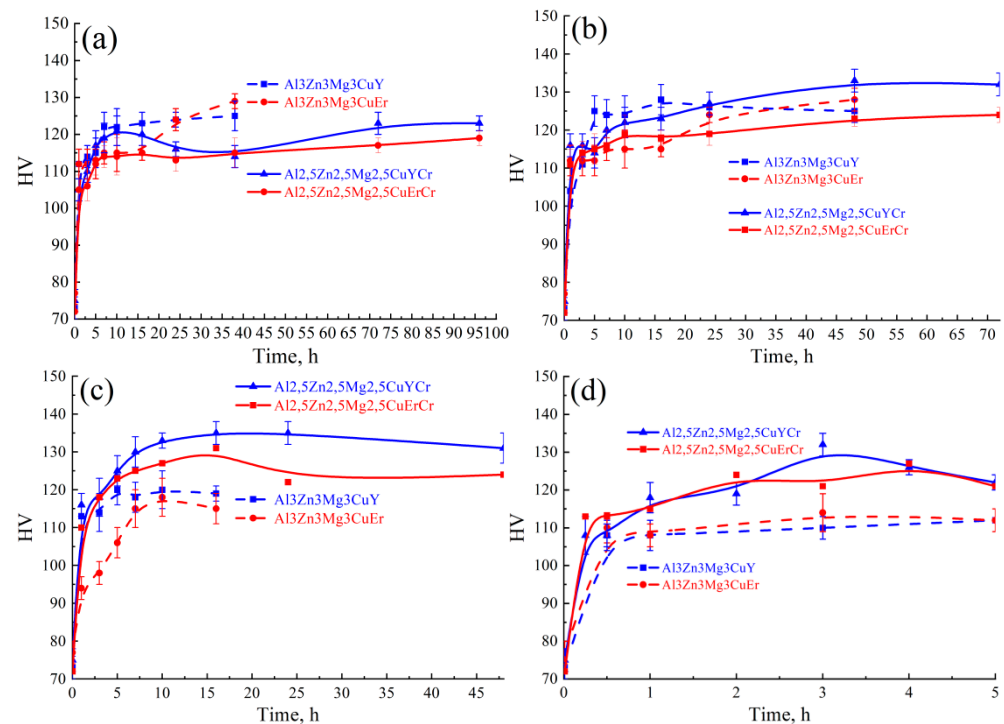 (a)
150
140
130
120
110
100
90
80
70
HV
Al3Zn3Mg3CuY
Al3Zn3Mg3CuEr
Al2,5Zn2,5Mg2,5CuYCr
Al2,5Zn2,5Mg2,5CuErCr
0 5 10 15 20 25 30 35 40 45 50 55 60 65 70 75 80 85 90 95 100
Time, h
(b)
150
140
130
120
110
100
90
80
70
HV
Al3Zn3Mg3CuY
Al3Zn3Mg3CuEr
Al2,5Zn2,5Mg2,5CuYCr
Al2,5Zn2,5Mg2,5CuErCr
0 5 10 15 20 25 30 35 40 45 50 55 60 65 70
Time, h
(c)
150
140
130
120
110
100
90
80
70
HV
Al2,5Zn2,5Mg2,5CuYCr
Al2,5Zn2,5Mg2,5CuErCr
Al3Zn3Mg3CuY
Al3Zn3Mg3CuEr
0 5 10 15 20 25 30 35 40 45
Time, h
(d)
150
140
130
120
110
100
90
80
70
HV
Al2,5Zn2,5Mg2,5CuYCr
Al2,5Zn2,5Mg2,5CuErCr
Al3Zn3Mg3CuY
Al3Zn3Mg3CuEr
0 1 2 3 4 5
Time, h